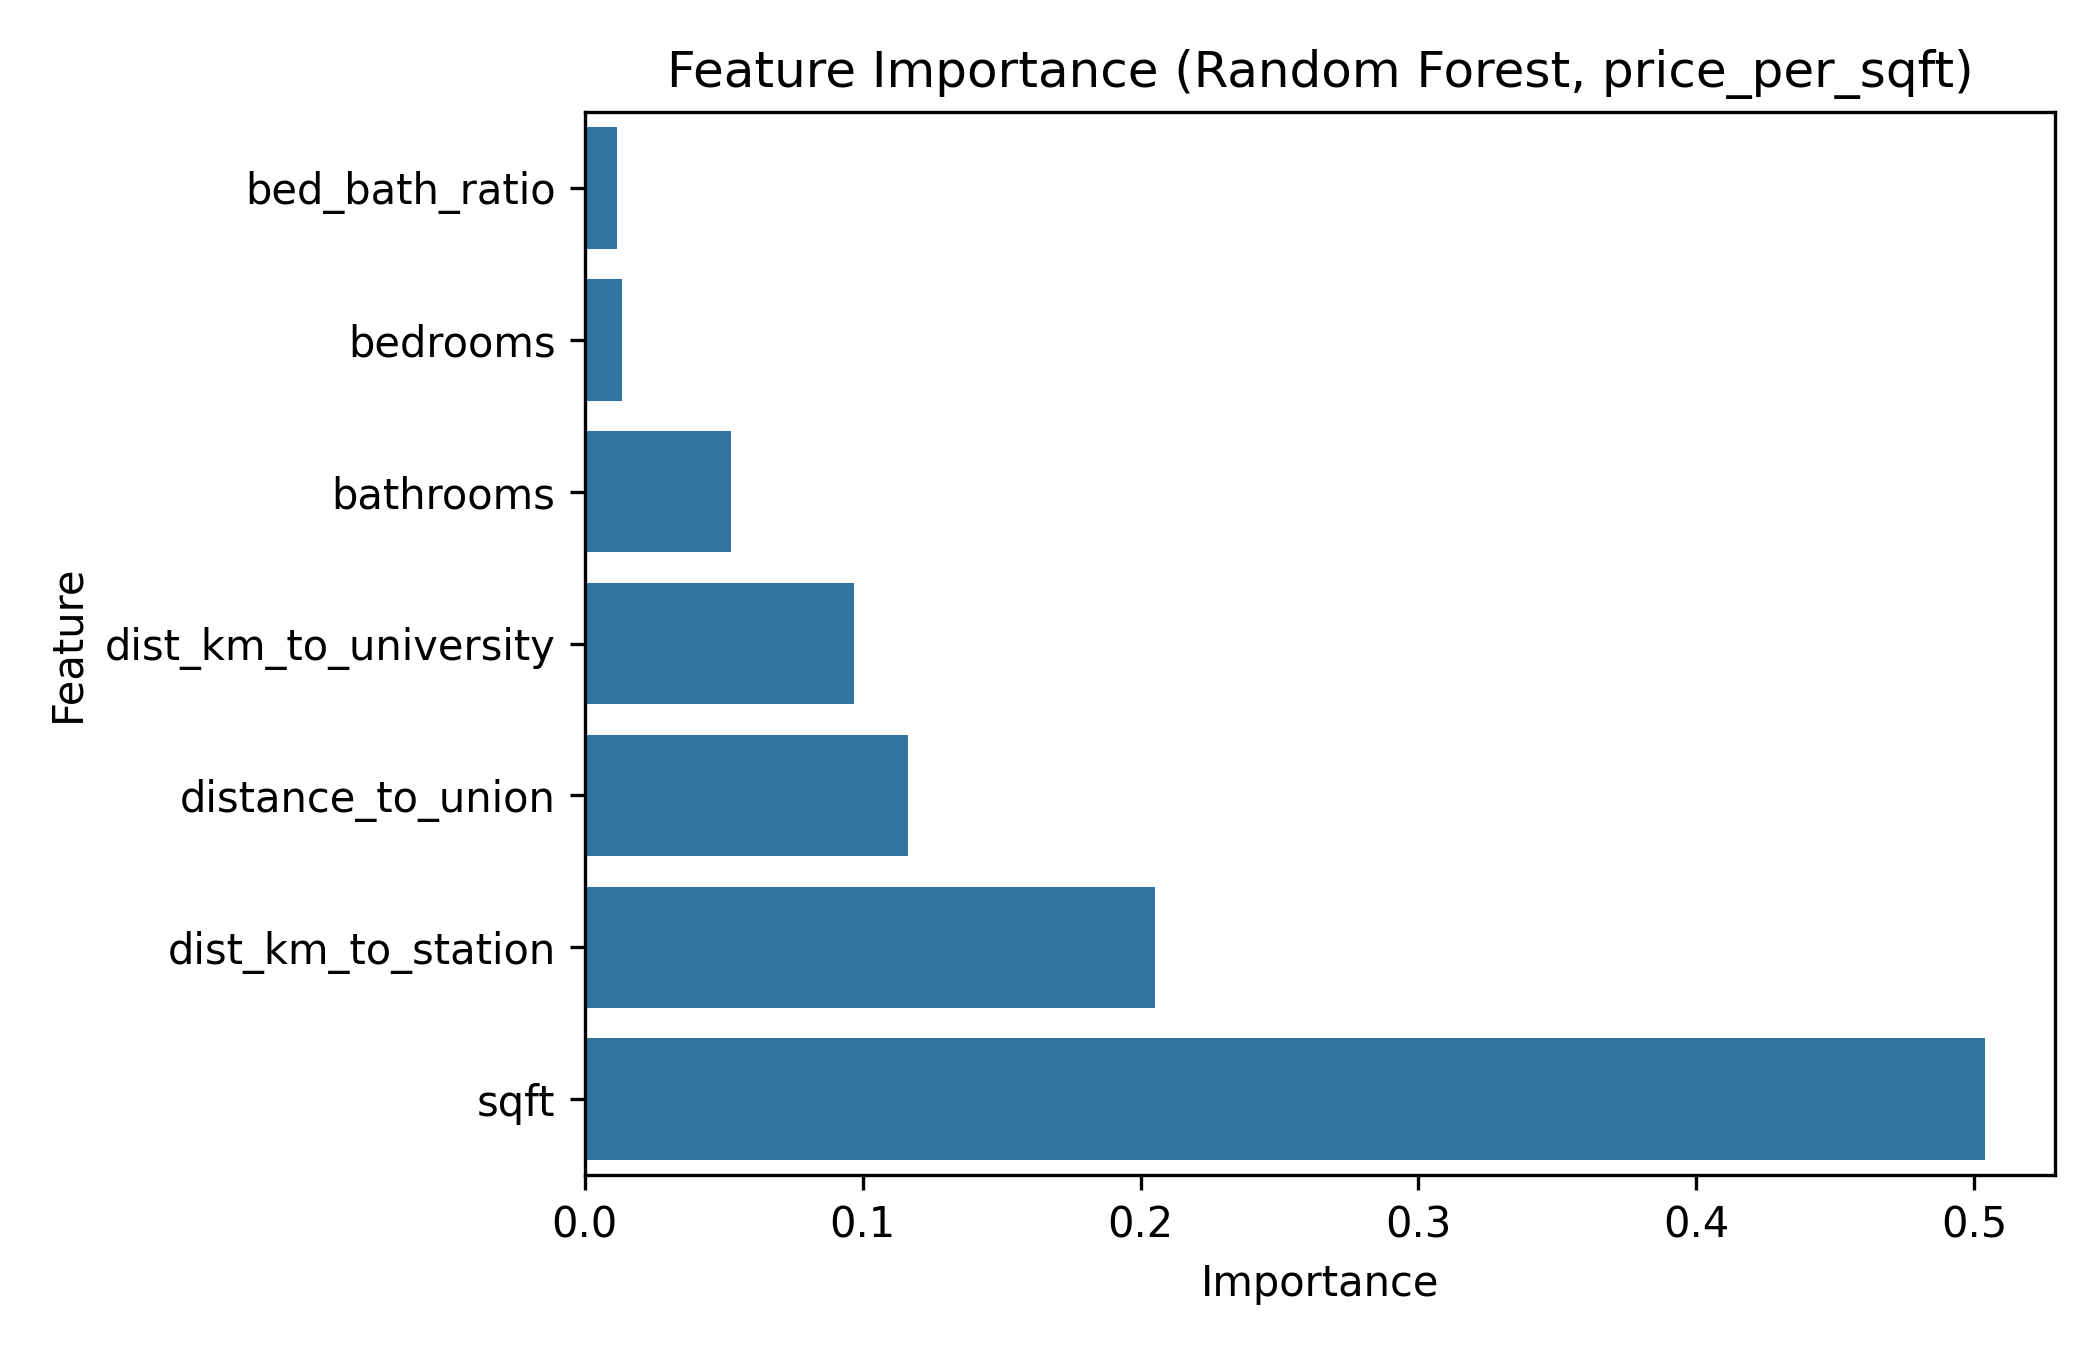 Feature Importance (Random Forest, price_per_sqft)
bed_bath_ratio
bedrooms
bathrooms
dist_km_to_university
distance_to_union
dist_km_to_station
sqft
Feature
0.0 0.1 0.2 0.3 0.4 0.5
Importance